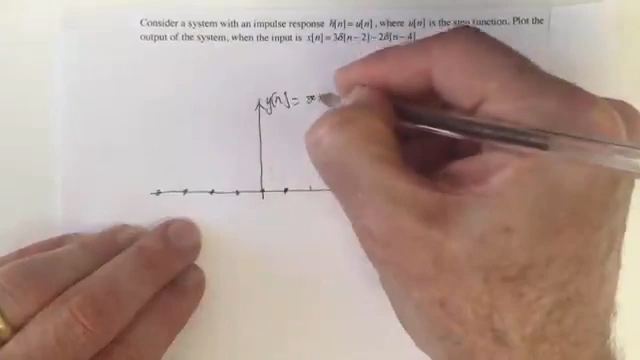 Consider a system with an impulse response h[n] = u[n], where u[n] is the step function. Plot the
output of the system, when the input is x[n] = 3δ[n−2]−2δ[n−4]
y[n] = x